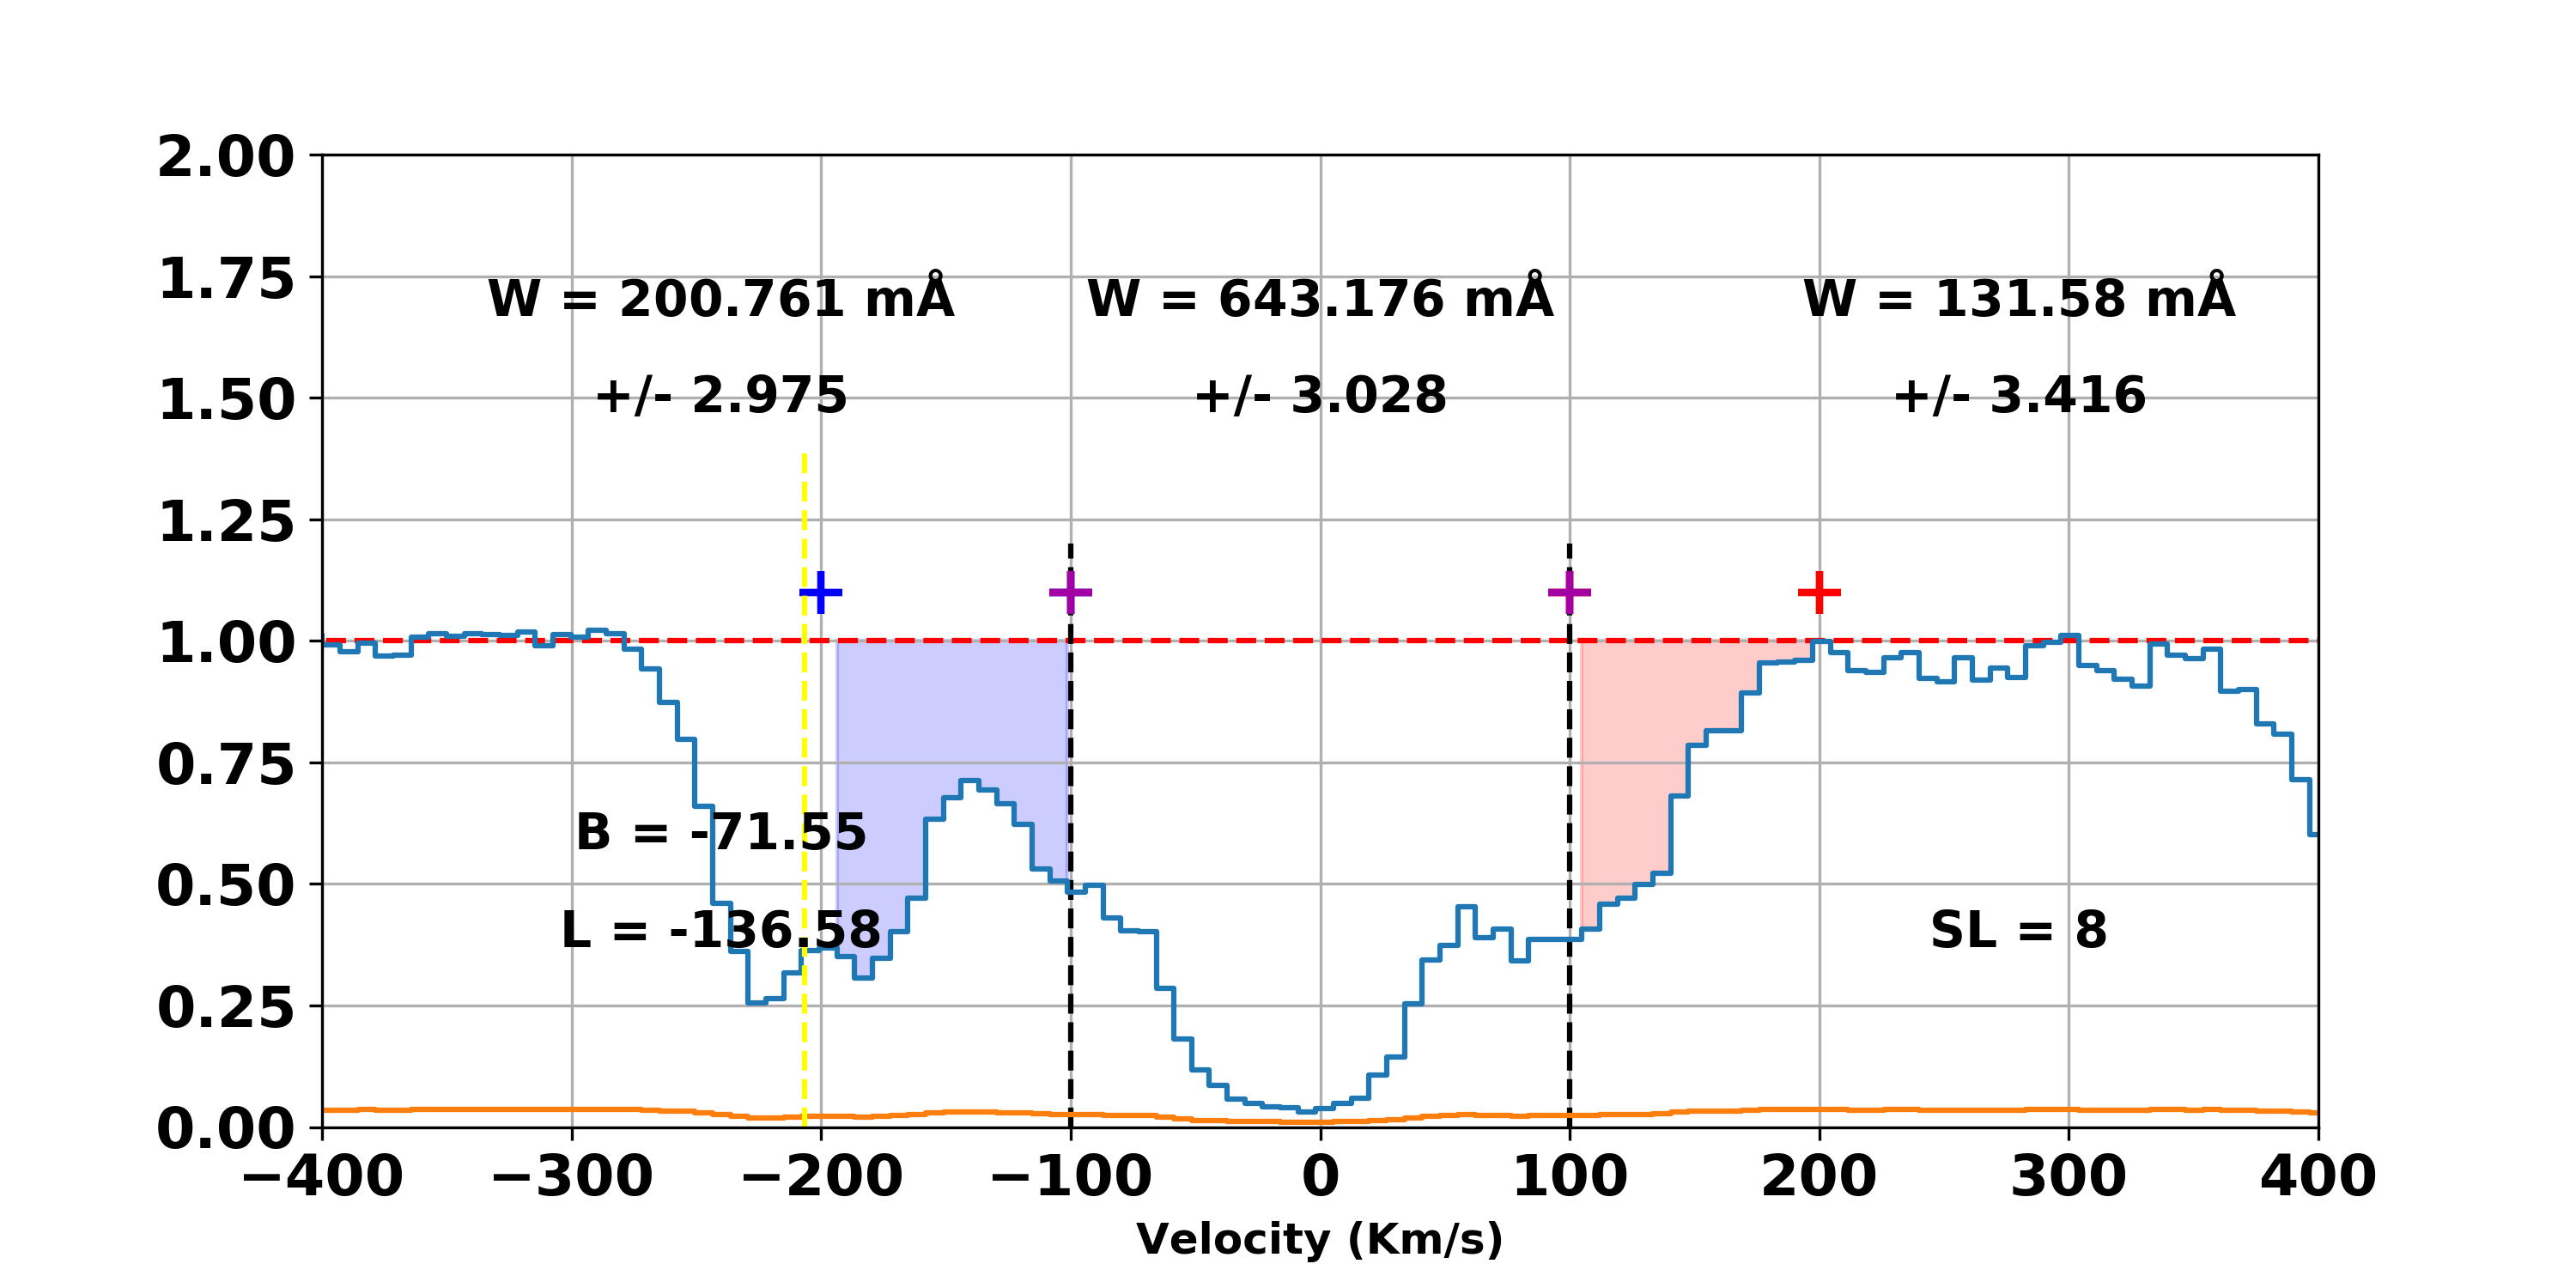 2.00
1.75
W = 200.761 mÅ W = 643.176 mÅ W = 131.58 mÅ
1.50
+/- 2.975 +/- 3.028 +/- 3.416
1.25
1.00
0.75
B = -71.55
0.50
L = -136.58 SL = 8
0.25
0.00
−400 −300 −200 −100 0 100 200 300 400
Velocity (Km/s)